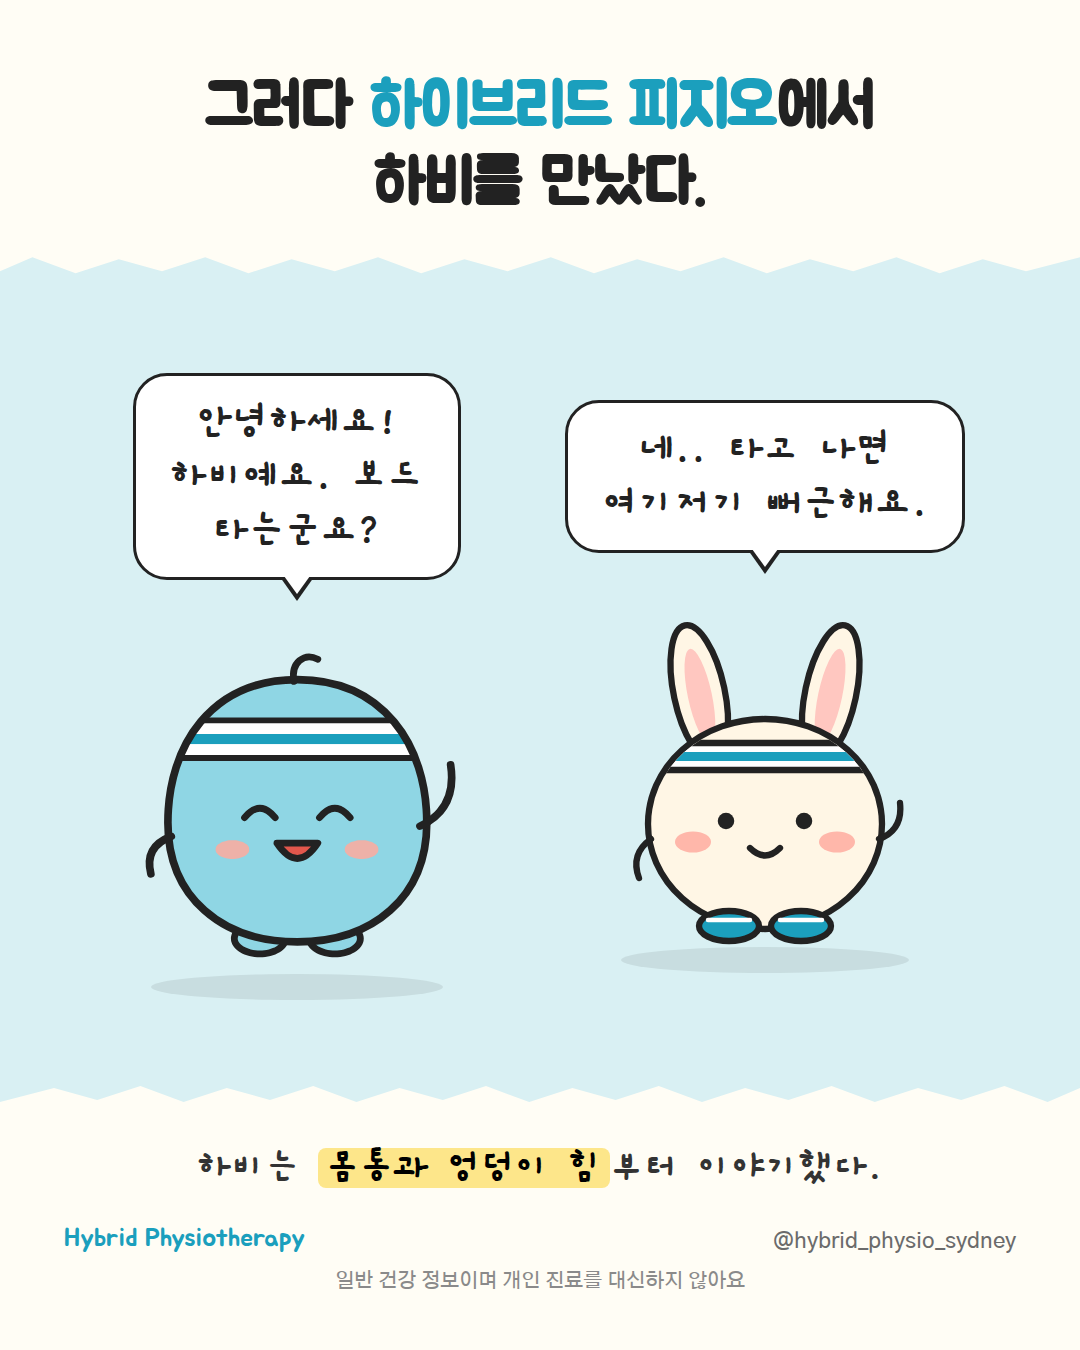 그러다 하이브리드 피지오에서
하비를 만났다.
안녕하세요!
하비예요. 보드
타는군요?
네.. 타고 나면
여기저기 뻐근해요.
하비는 몸통과 엉덩이 힘부터 이야기했다.
Hybrid Physiotherapy
@hybrid_physio_sydney
일반 건강 정보이며 개인 진료를 대신하지 않아요